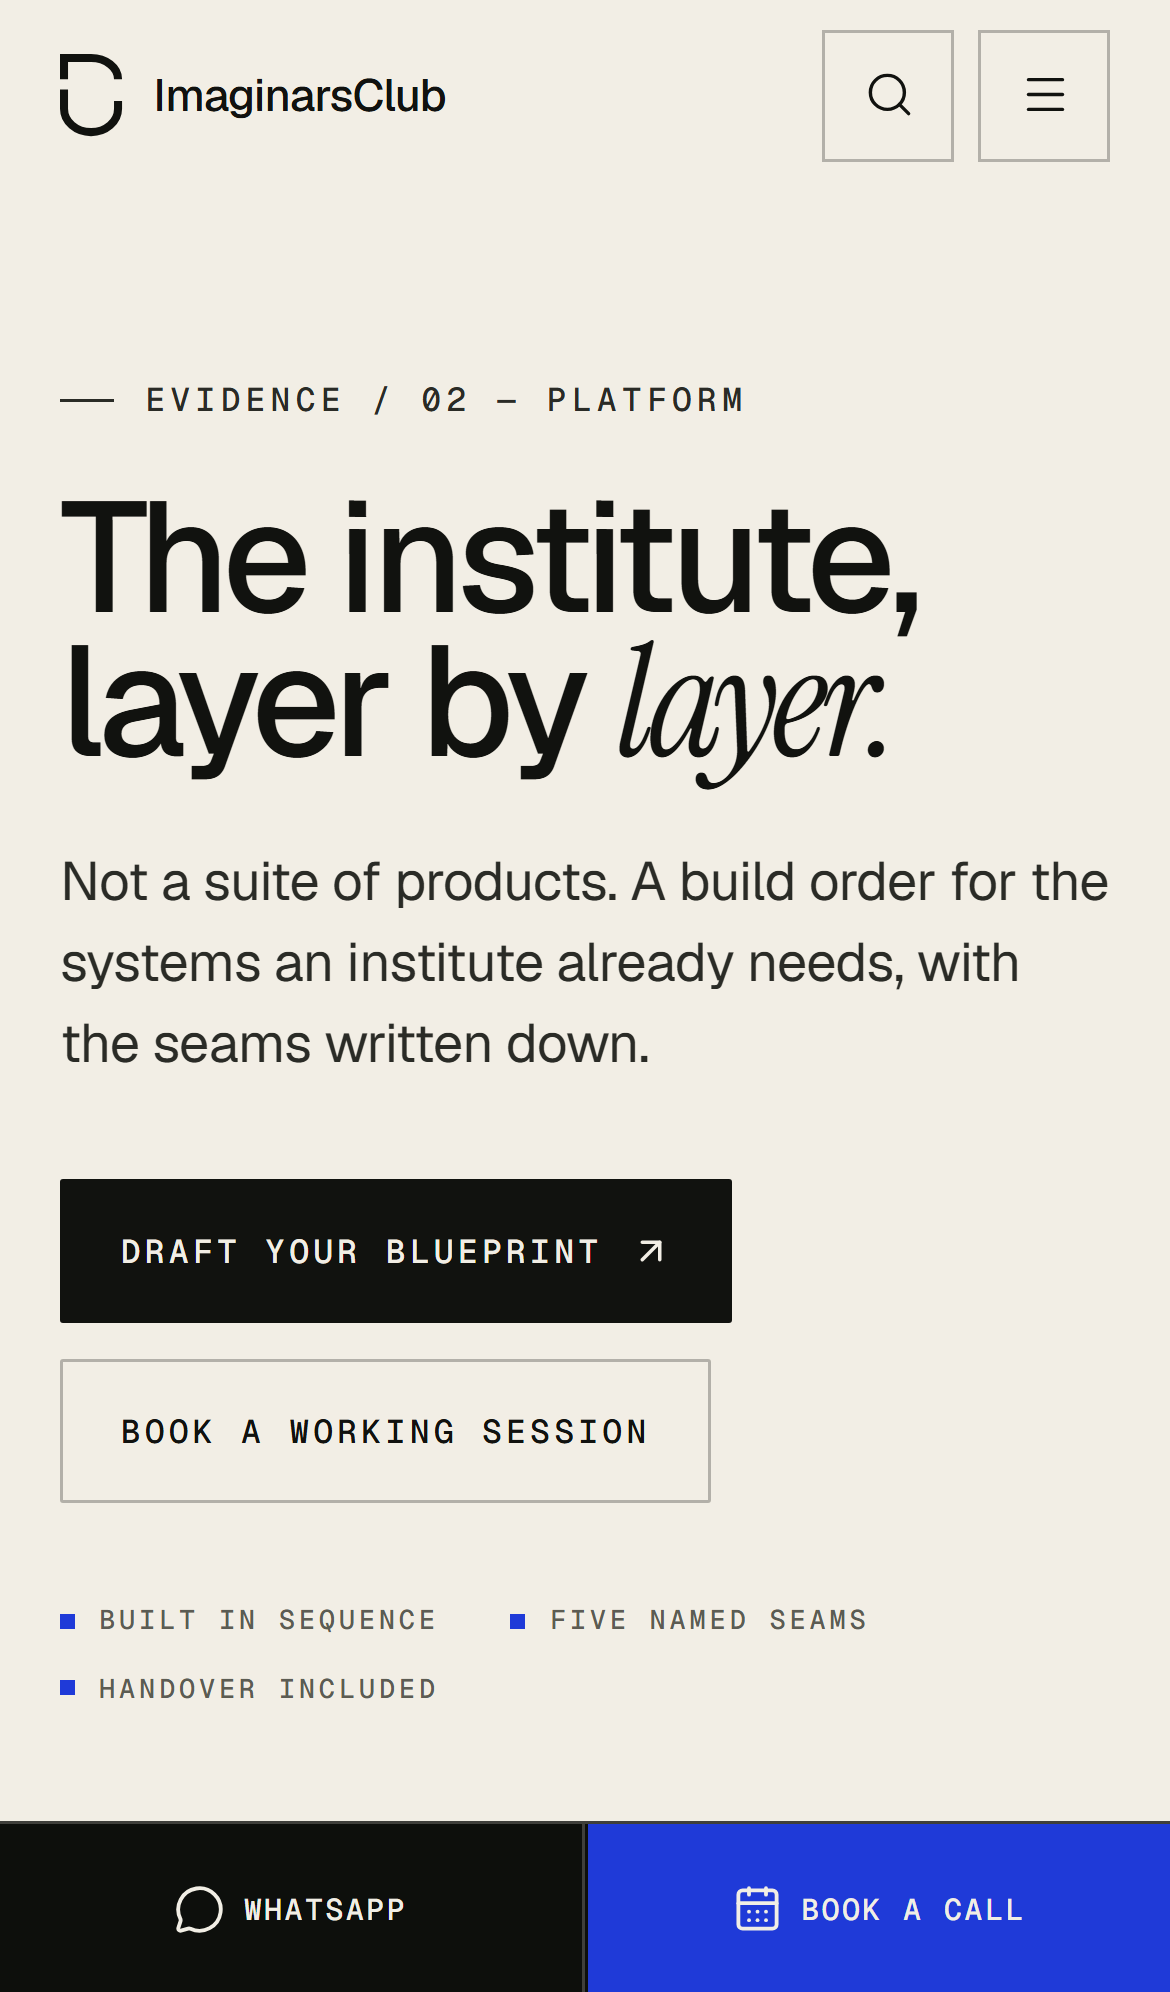 ImaginarsClub
EVIDENCE / 02 — PLATFORM
The institute,
layer by layer.
Not a suite of products. A build order for the
systems an institute already needs, with
the seams written down.
DRAFT YOUR BLUEPRINT
BOOK A WORKING SESSION
BUILT IN SEQUENCE
FIVE NAMED SEAMS
HANDOVER INCLUDED
WHATSAPP
BOOK A CALL